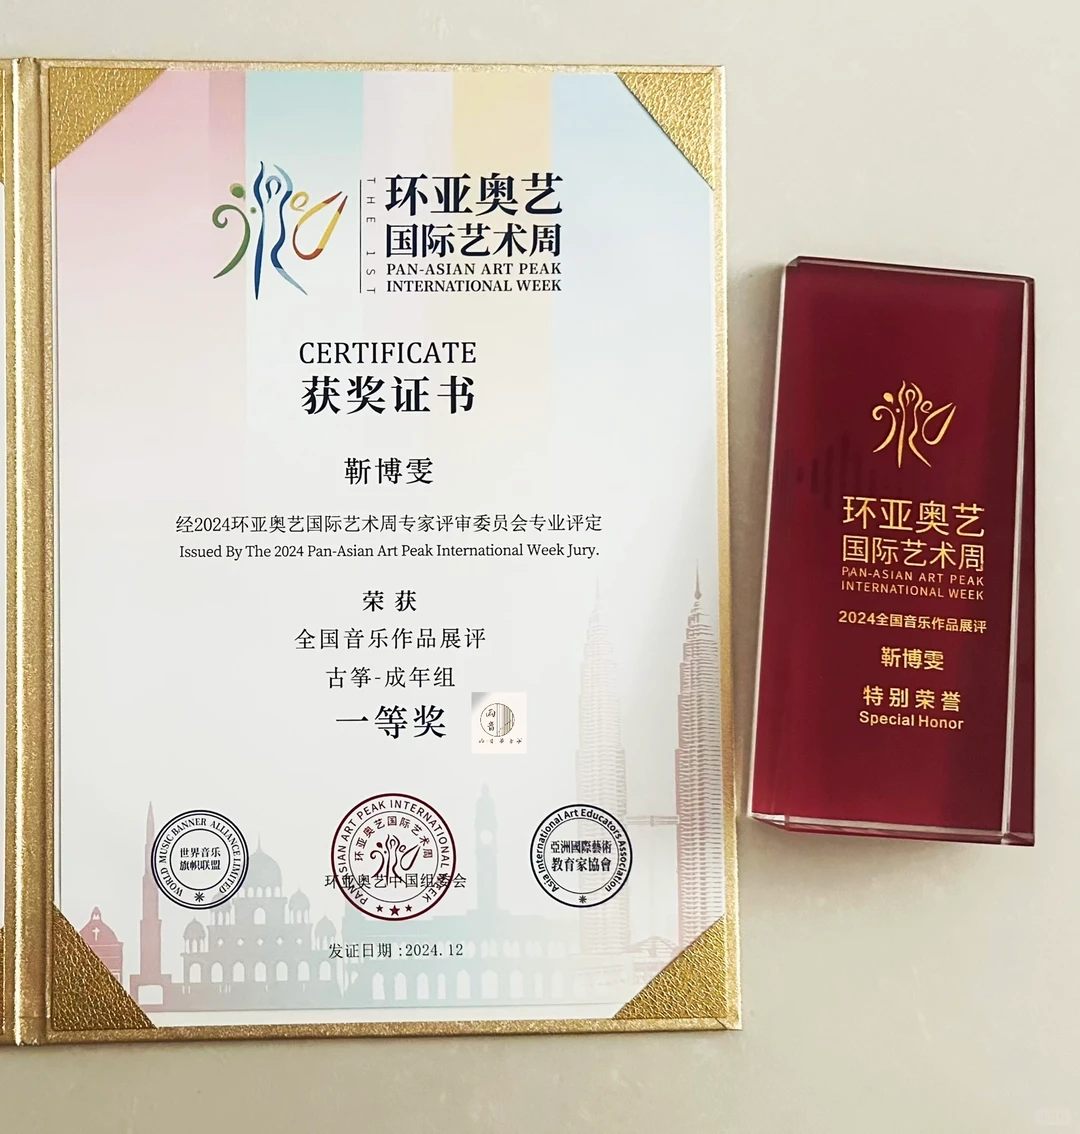 THE 1ST
环亚奥艺
国际艺术周
PAN-ASIAN ART PEAK
INTERNATIONAL WEEK
CERTIFICATE
获奖证书
靳博雯
经2024环亚奥艺国际艺术周专家评审委员会专业评定
Issued By The 2024 Pan-Asian Art Peak International Week Jury.
荣 获
全国音乐作品展评
古筝-成年组
一等奖
雨音
WORLD MUSIC BANNER ALLIANCE LIMITED
世界音乐
旗帜联盟
PAN-ASIAN ART PEAK INTERNATIONAL WEEK
环亚奥艺国际艺术周
环亚奥艺中国组委会
Asia International Art Educators Association
亞洲國際藝術
教育家協會
发证日期:2024.12
环亚奥艺
国际艺术周
PAN-ASIAN ART PEAK
INTERNATIONAL WEEK
2024全国音乐作品展评
靳博雯
特别荣誉
Special Honor